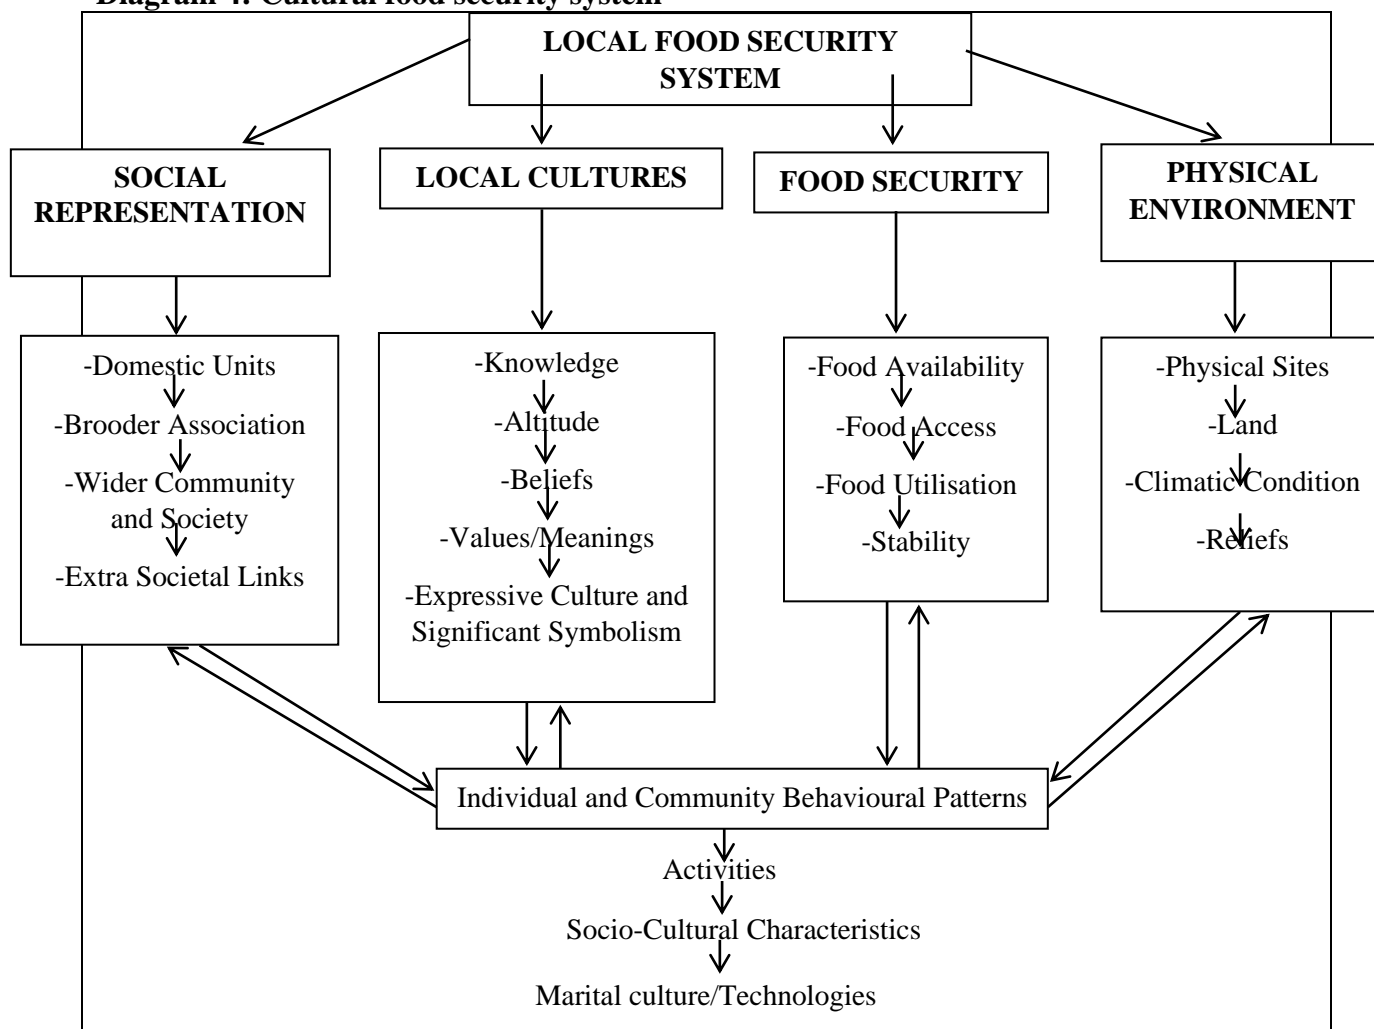 Diagram 4: Cultural food security system
LOCAL FOOD SECURITY
SYSTEM
SOCIAL
REPRESENTATION
LOCAL CULTURES
FOOD SECURITY
PHYSICAL
ENVIRONMENT
-Domestic Units
-Brooder Association
-Wider Community
and Society
-Extra Societal Links
-Knowledge
-Altitude
-Beliefs
-Values/Meanings
-Expressive Culture and
Significant Symbolism
-Food Availability
-Food Access
-Food Utilisation
-Stability
-Physical Sites
-Land
-Climatic Condition
-Reliefs
Individual and Community Behavioural Patterns
Activities
Socio-Cultural Characteristics
Marital culture/Technologies